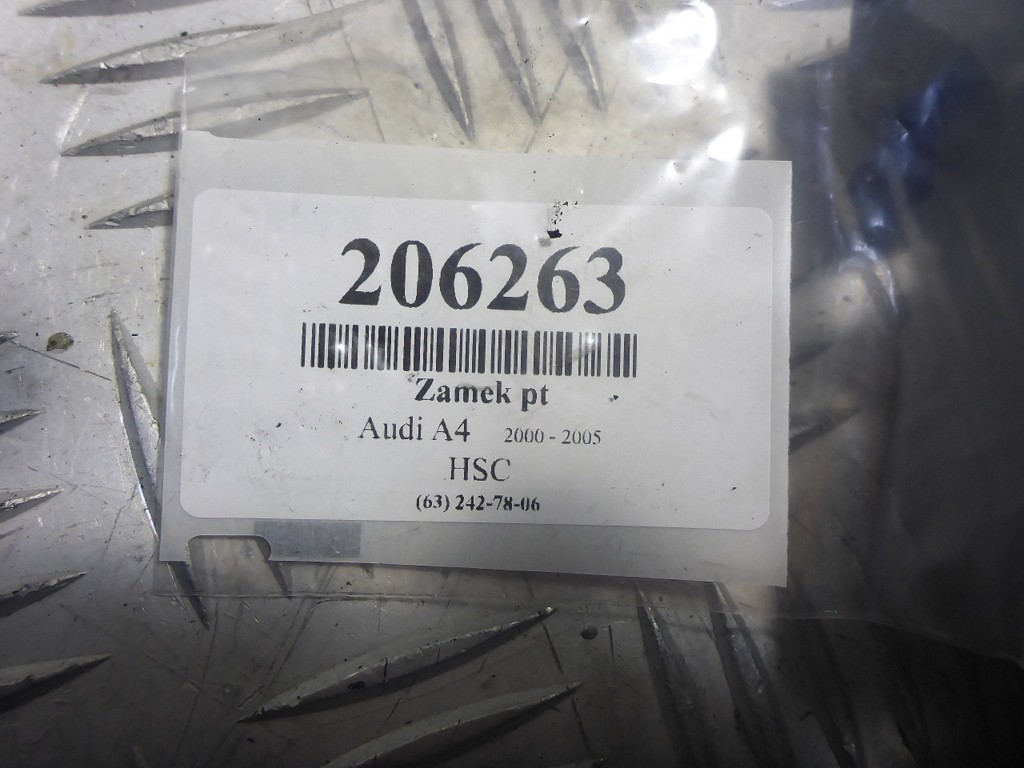 206263
Zamek pt
Audi A4 2000 - 2005
HSC
(63) 242-78-06